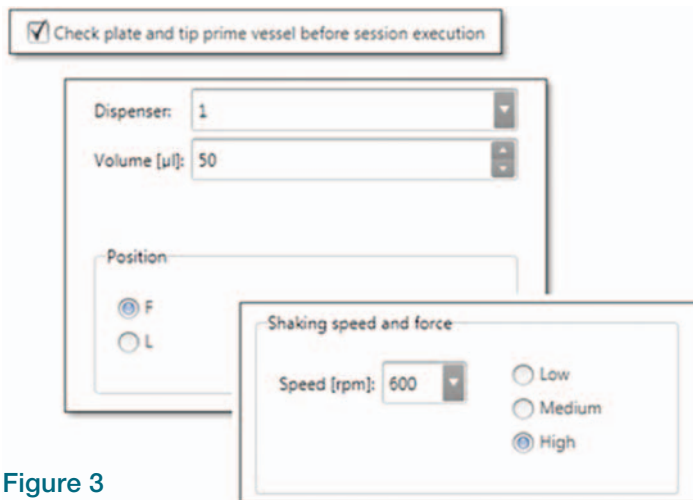 Check plate and tip prime vessel before session execution
Dispenser: 1
Volume [µl]: 50
Position
F
L
Shaking speed and force
Speed [rpm]: 600
Low
Medium
High
Figure 3